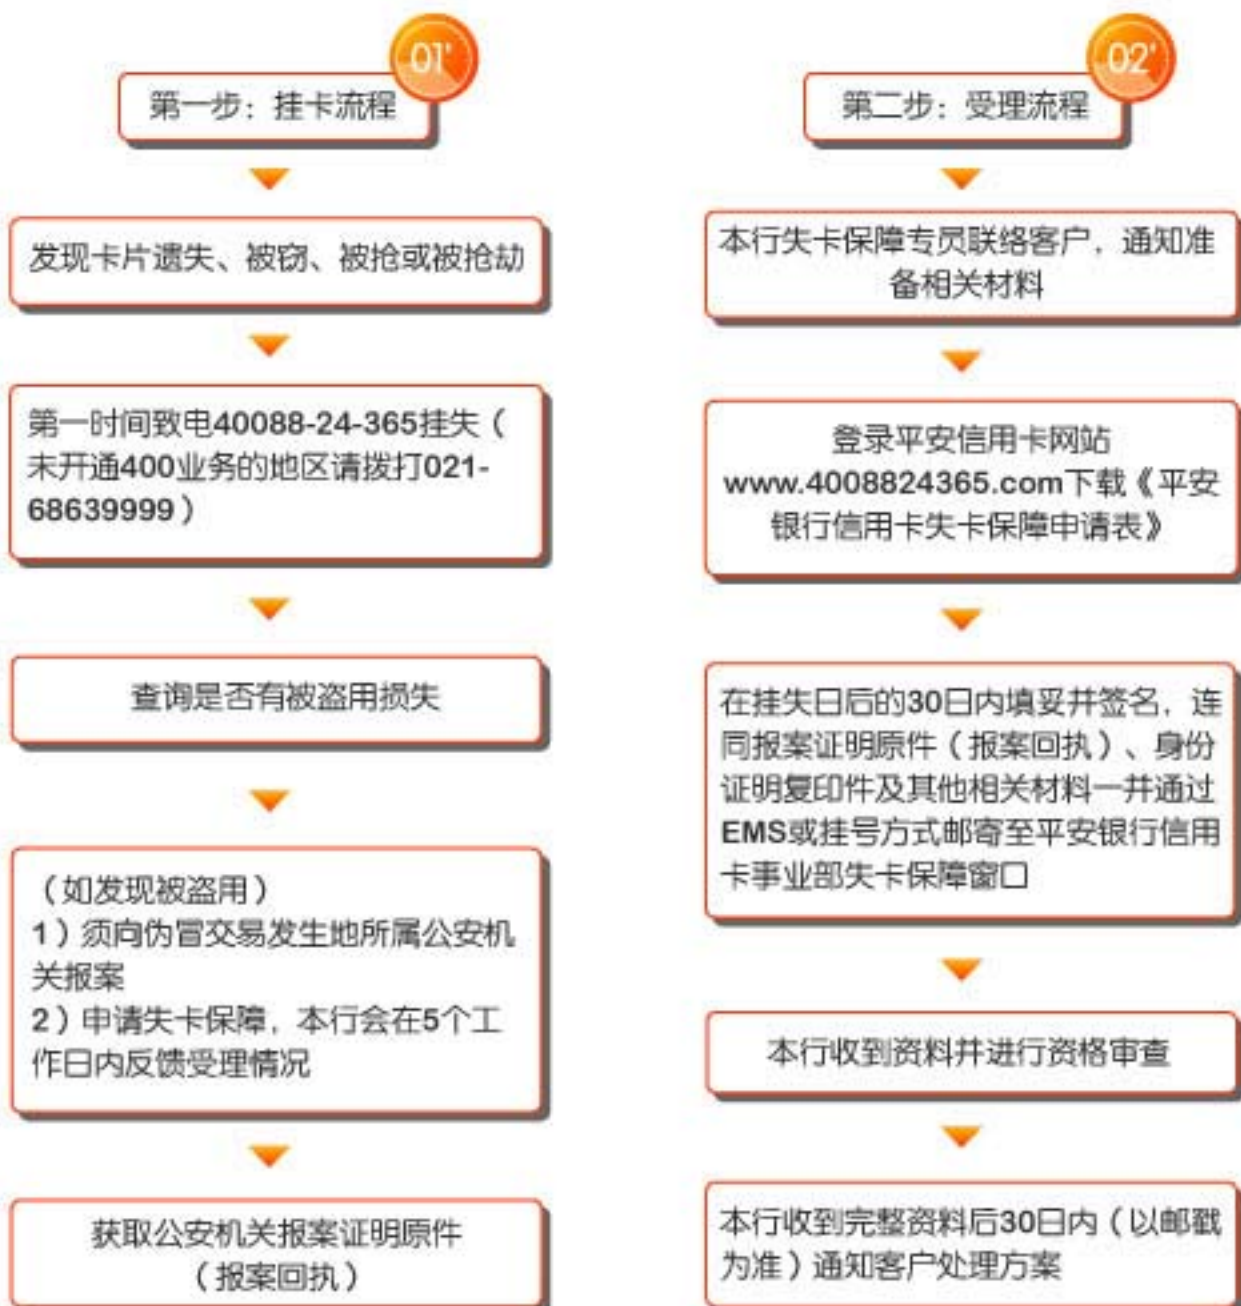 01'
第一步：挂卡流程
发现卡片遗失、被窃、被抢或被抢劫
第一时间致电40088-24-365挂失（
未开通400业务的地区请拨打021-
68639999）
查询是否有被盗用损失
（如发现被盗用）
1）须向伪冒交易发生地所属公安机
关报案
2）申请失卡保障，本行会在5个工
作日内反馈受理情况
获取公安机关报案证明原件
（报案回执）
02'
第二步：受理流程
本行失卡保障专员联络客户，通知准
备相关材料
登录平安信用卡网站
www.4008824365.com下载《平安
银行信用卡失卡保障申请表》
在挂失日后的30日内填妥并签名，连
同报案证明原件（报案回执）、身份
证明复印件及其他相关材料一并通过
EMS或挂号方式邮寄至平安银行信用
卡事业部失卡保障窗口
本行收到资料并进行资格审查
本行收到完整资料后30日内（以邮戳
为准）通知客户处理方案